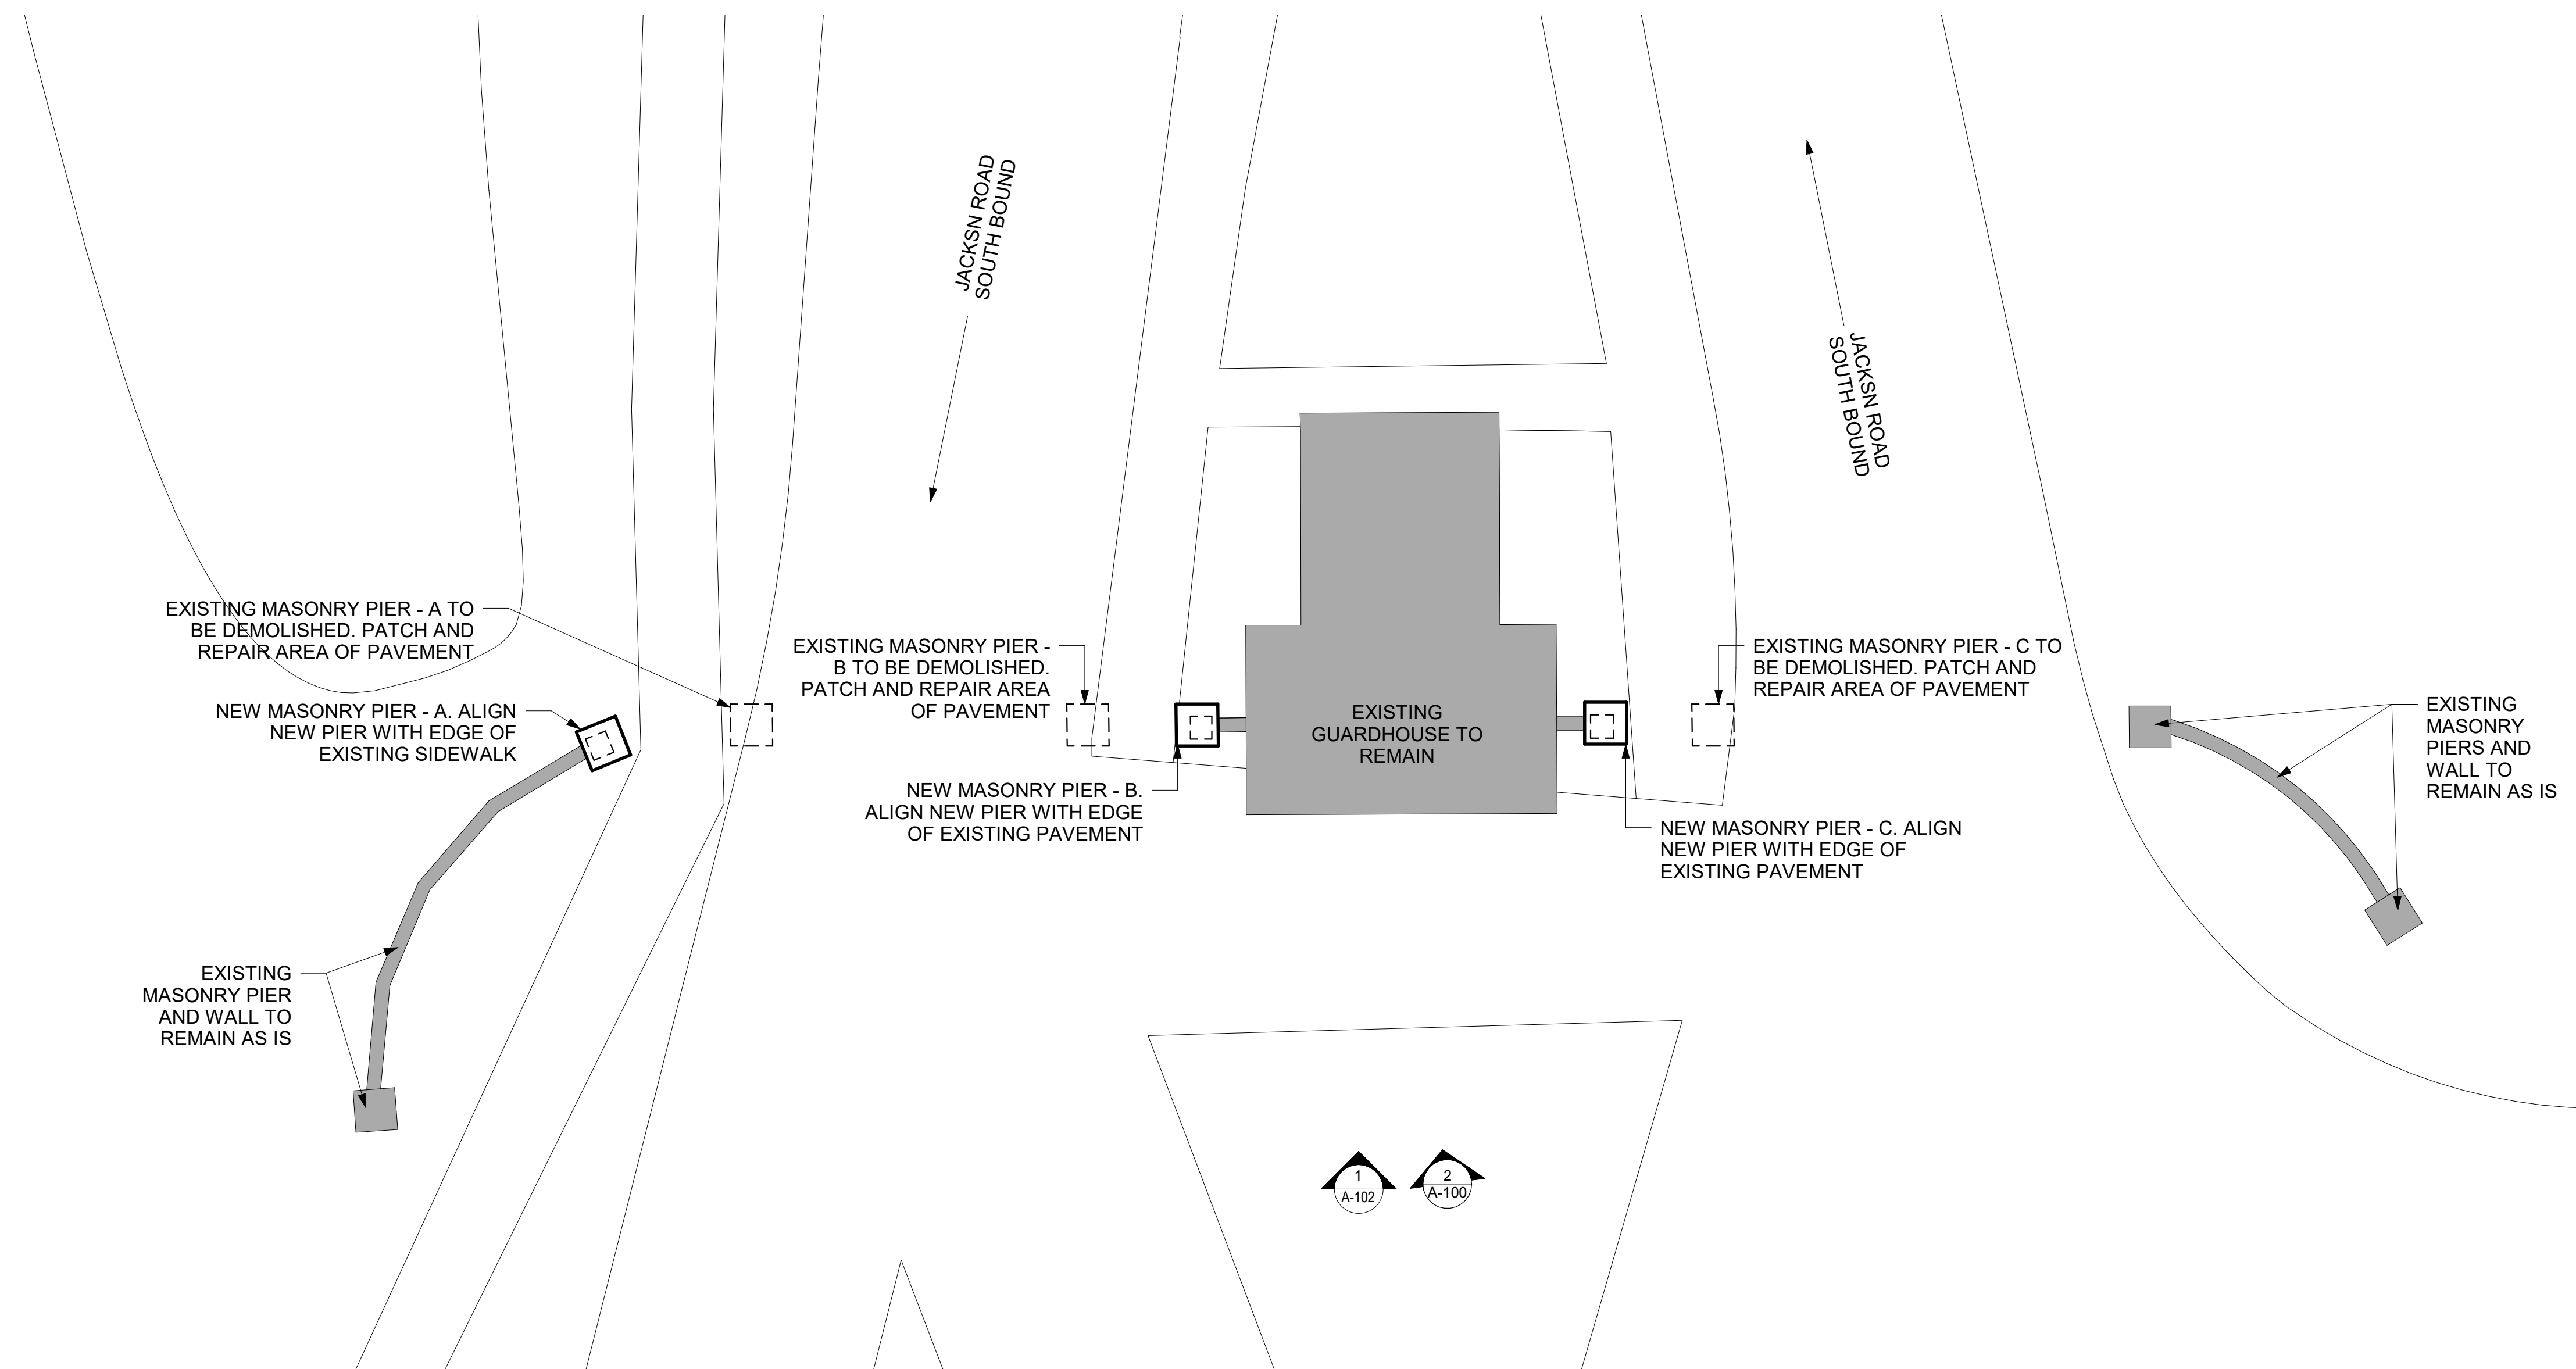 JACKSN ROAD
SOUTH BOUND
JACKSN ROAD
SOUTH BOUND
EXISTING MASONRY PIER - A TO
BE DEMOLISHED. PATCH AND
REPAIR AREA OF PAVEMENT
NEW MASONRY PIER - A. ALIGN
NEW PIER WITH EDGE OF
EXISTING SIDEWALK
EXISTING MASONRY PIER -
B TO BE DEMOLISHED.
PATCH AND REPAIR AREA
OF PAVEMENT
NEW MASONRY PIER - B.
ALIGN NEW PIER WITH EDGE
OF EXISTING PAVEMENT
EXISTING
GUARDHOUSE TO
REMAIN
EXISTING MASONRY PIER - C TO
BE DEMOLISHED. PATCH AND
REPAIR AREA OF PAVEMENT
NEW MASONRY PIER - C. ALIGN
NEW PIER WITH EDGE OF
EXISTING PAVEMENT
EXISTING
MASONRY
PIERS AND
WALL TO
REMAIN AS IS
EXISTING
MASONRY PIER
AND WALL TO
REMAIN AS IS
1
A-102
2
A-100